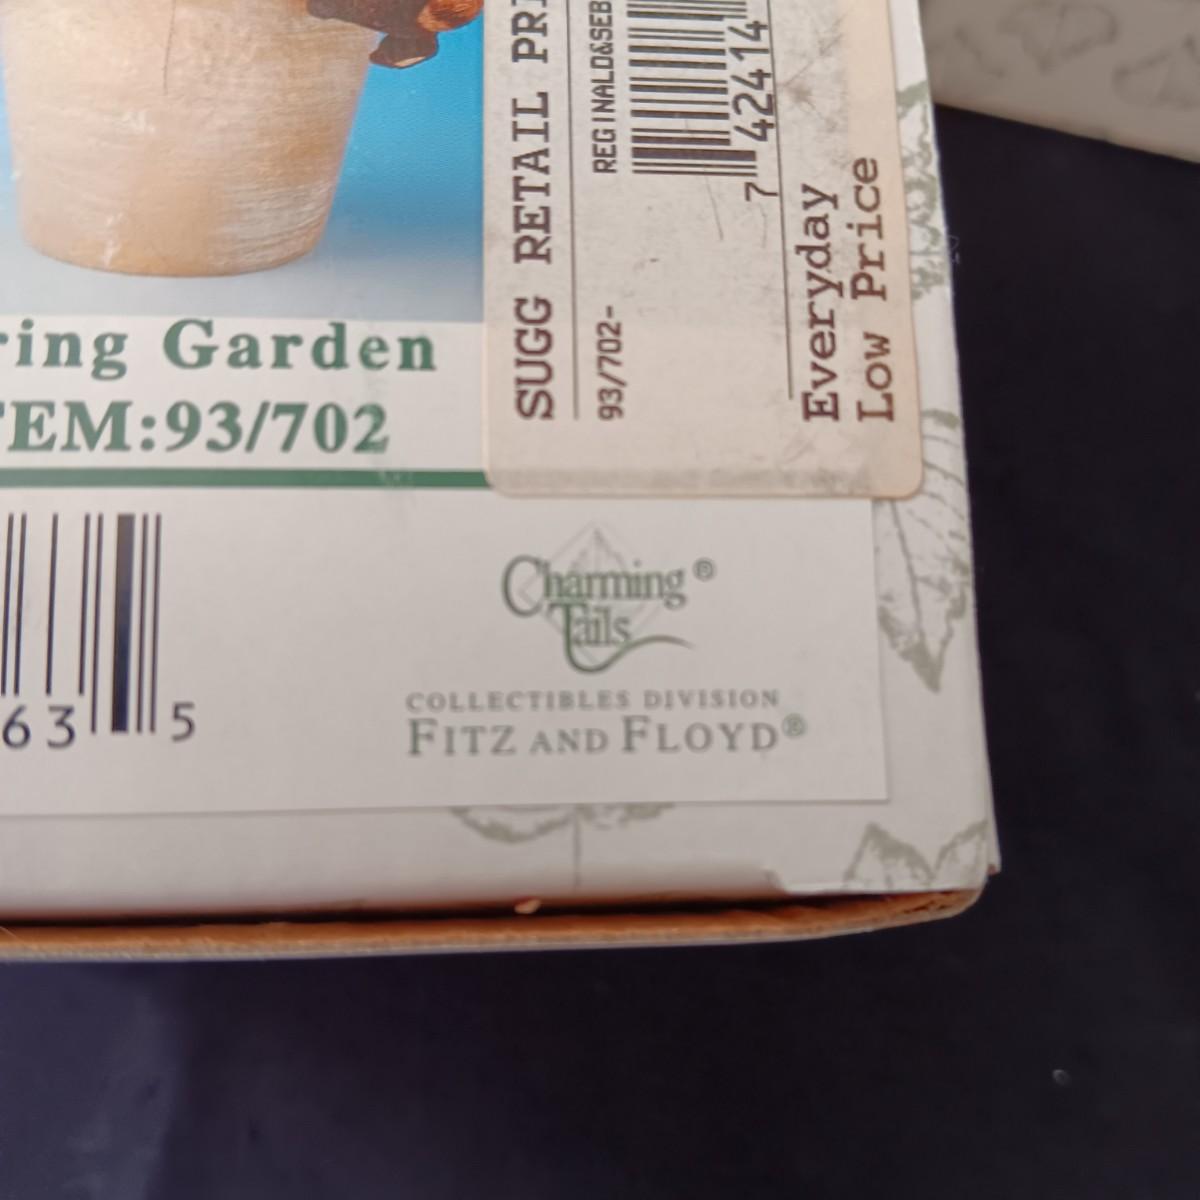 ring Garden
TEM:93/702
63 5
Charming ®
Tails
COLLECTIBLES DIVISION
FITZ AND FLOYD®
SUGG RETAIL PRI
REGINALD&SEB
93/702-
7 42414
Everyday
Low Price